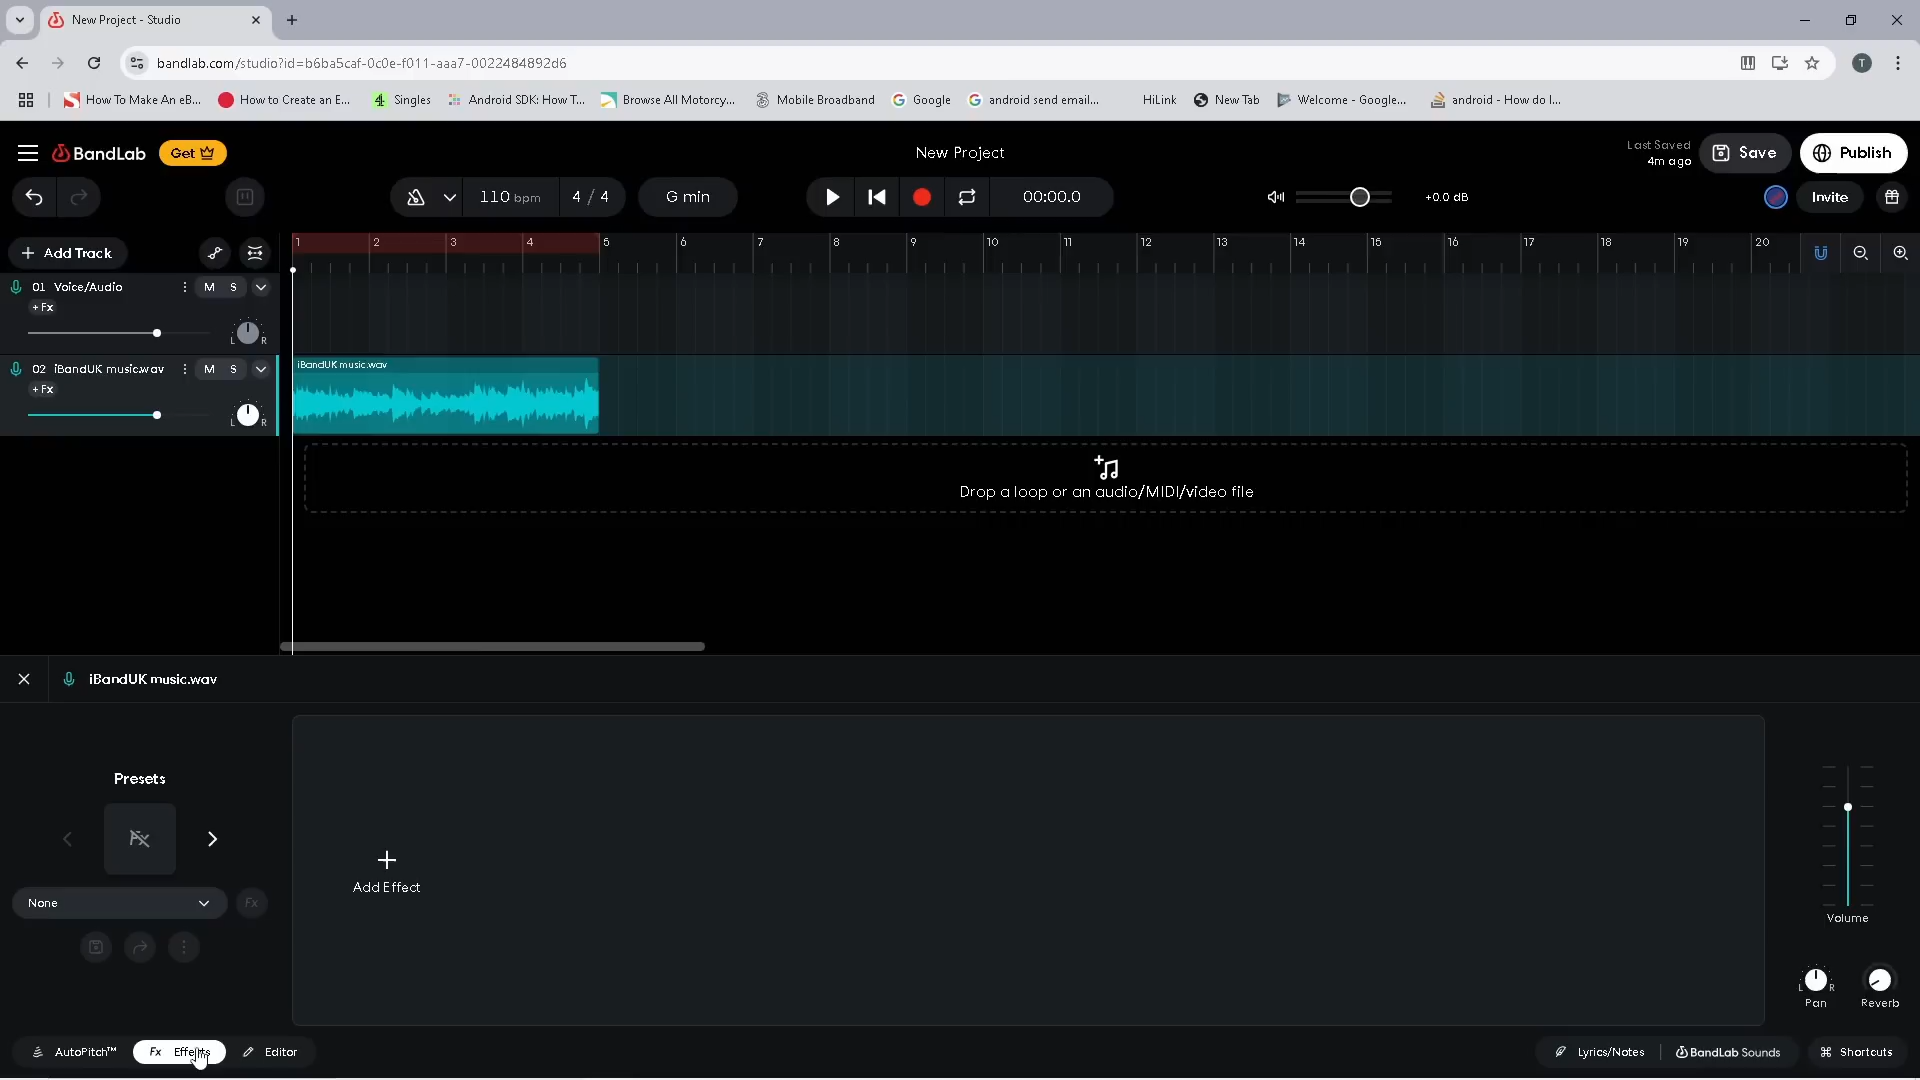 New Project - Studio
bandlab.com/studio?id=b6ba5caf-0c0e-f011-aaa7-0022484892d6
T
How To Make An eB...
How to Create an E...
Singles
Android SDK: How T...
Browse All Motorcy...
Mobile Broadband
Google
android send email...
HiLink
New Tab
Welcome - Google...
android - How do I...
BandLab
Get
New Project
Last Saved
4m ago
Save
Publish
110 bpm
4 / 4
G min
00:00.0
+0.0 dB
Invite
Add Track
1 2 3 4 5 6 7 8 9 10 11 12 13 14 15 16 17 18 19 20
01 Voice/Audio
M S
+ Fx
L R
02 iBandUK music.wav
M S
+ Fx
L R
iBandUK music.wav
Drop a loop or an audio/MIDI/video file
iBandUK music.wav
Presets
Fx
None
Fx
Add Effect
Volume
L R
Pan
Reverb
AutoPitch™
Fx Effects
Editor
Lyrics/Notes
BandLab Sounds
Shortcuts